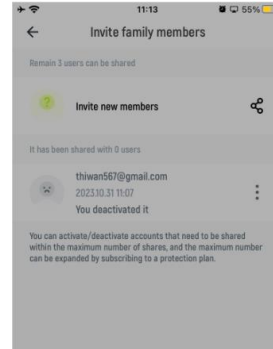 11:13
55%
Invite family members
Remain 3 users can be shared
Invite new members
It has been shared with 0 users
thiwan567@gmail.com
2023.10.31 11:07
You deactivated it
You can activate/deactivate accounts that need to be shared
within the maximum number of shares, and the maximum number
can be expanded by subscribing to a protection plan.